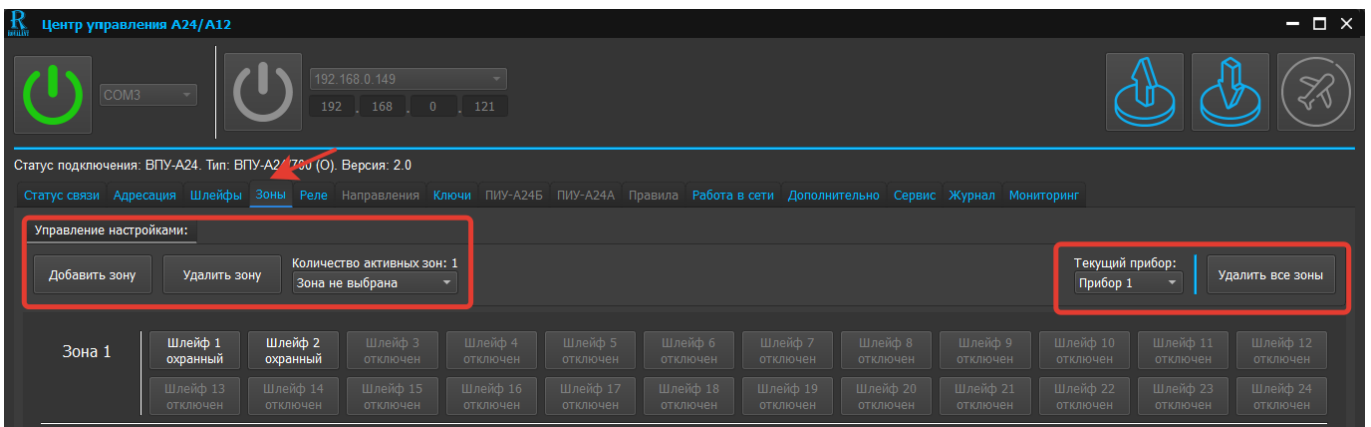 R
ROVALANT
Центр управления A24/A12
COM3
192.168.0.149
192 . 168 . 0 . 121
Статус подключения: ВПУ-А24. Тип: ВПУ-А24/700 (О). Версия: 2.0
Статус связи Адресация Шлейфы Зоны Реле Направления Ключи ПИУ-А24Б ПИУ-А24А Правила Работа в сети Дополнительно Сервис Журнал Мониторинг
Управление настройками:
Добавить зону Удалить зону Количество активных зон: 1
Зона не выбрана
Текущий прибор:
Прибор 1
Удалить все зоны
Зона 1
Шлейф 1 Шлейф 2 Шлейф 3 Шлейф 4 Шлейф 5 Шлейф 6 Шлейф 7 Шлейф 8 Шлейф 9 Шлейф 10 Шлейф 11 Шлейф 12
охранный охранный отключен отключен отключен отключен отключен отключен отключен отключен отключен отключен
Шлейф 13 Шлейф 14 Шлейф 15 Шлейф 16 Шлейф 17 Шлейф 18 Шлейф 19 Шлейф 20 Шлейф 21 Шлейф 22 Шлейф 23 Шлейф 24
отключен отключен отключен отключен отключен отключен отключен отключен отключен отключен отключен отключен